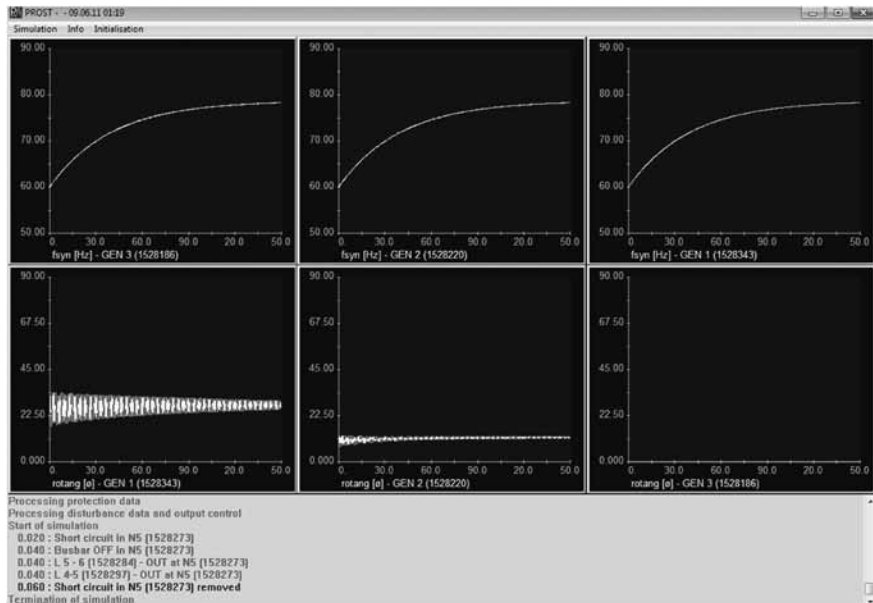 PROST - - 09.06.11 01:19
Simulation Info Initialisation
90.00
80.00
70.00
60.00
50.00
0 30.0 60.0 90.0 20.0 50.0
fsyn [Hz] - GEN 3 (1528186)
90.00
80.00
70.00
60.00
50.00
0 30.0 60.0 90.0 20.0 50.0
fsyn [Hz] - GEN 2 (1528220)
90.00
80.00
70.00
60.00
50.00
0 30.0 60.0 90.0 20.0 50.0
fsyn [Hz] - GEN 1 (1528343)
90.00
67.50
45.00
22.50
0.000
0 30.0 60.0 90.0 20.0 50.0
rotang [ø] - GEN 1 (1528343)
90.00
67.50
45.00
22.50
0.000
0 30.0 60.0 90.0 20.0 50.0
rotang [ø] - GEN 2 (1528220)
90.00
67.50
45.00
22.50
0.000
0 30.0 60.0 90.0 20.0 50.0
rotang [ø] - GEN 3 (1528186)
Processing protection data
Processing disturbance data and output control
Start of simulation
0.020 : Short circuit in N5 (1528273)
0.040 : Busbar OFF in N5 (1528273)
0.040 : L 5 - 6 (1528284) - OUT at N5 (1528273)
0.040 : L 4-5 (1528297) - OUT at N5 (1528273)
0.060 : Short circuit in N5 (1528273) removed
Termination of simulation